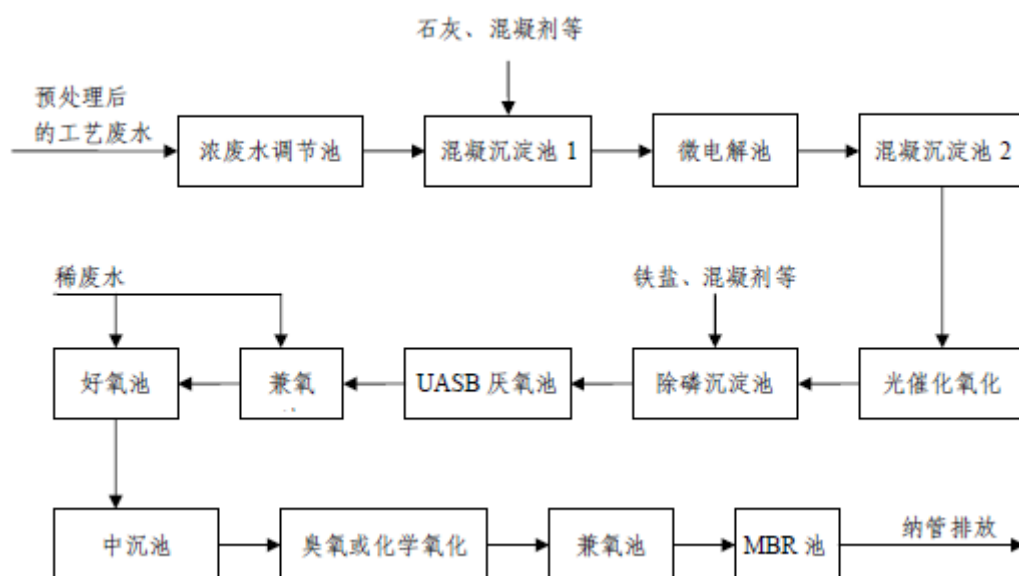 石灰、混凝剂等
预处理后
的工艺废水
浓废水调节池
混凝沉淀池 1
微电解池
混凝沉淀池 2
稀废水
铁盐、混凝剂等
好氧池
兼氧
UASB 厌氧池
除磷沉淀池
光催化氧化
中沉池
臭氧或化学氧化
兼氧池
MBR 池
纳管排放